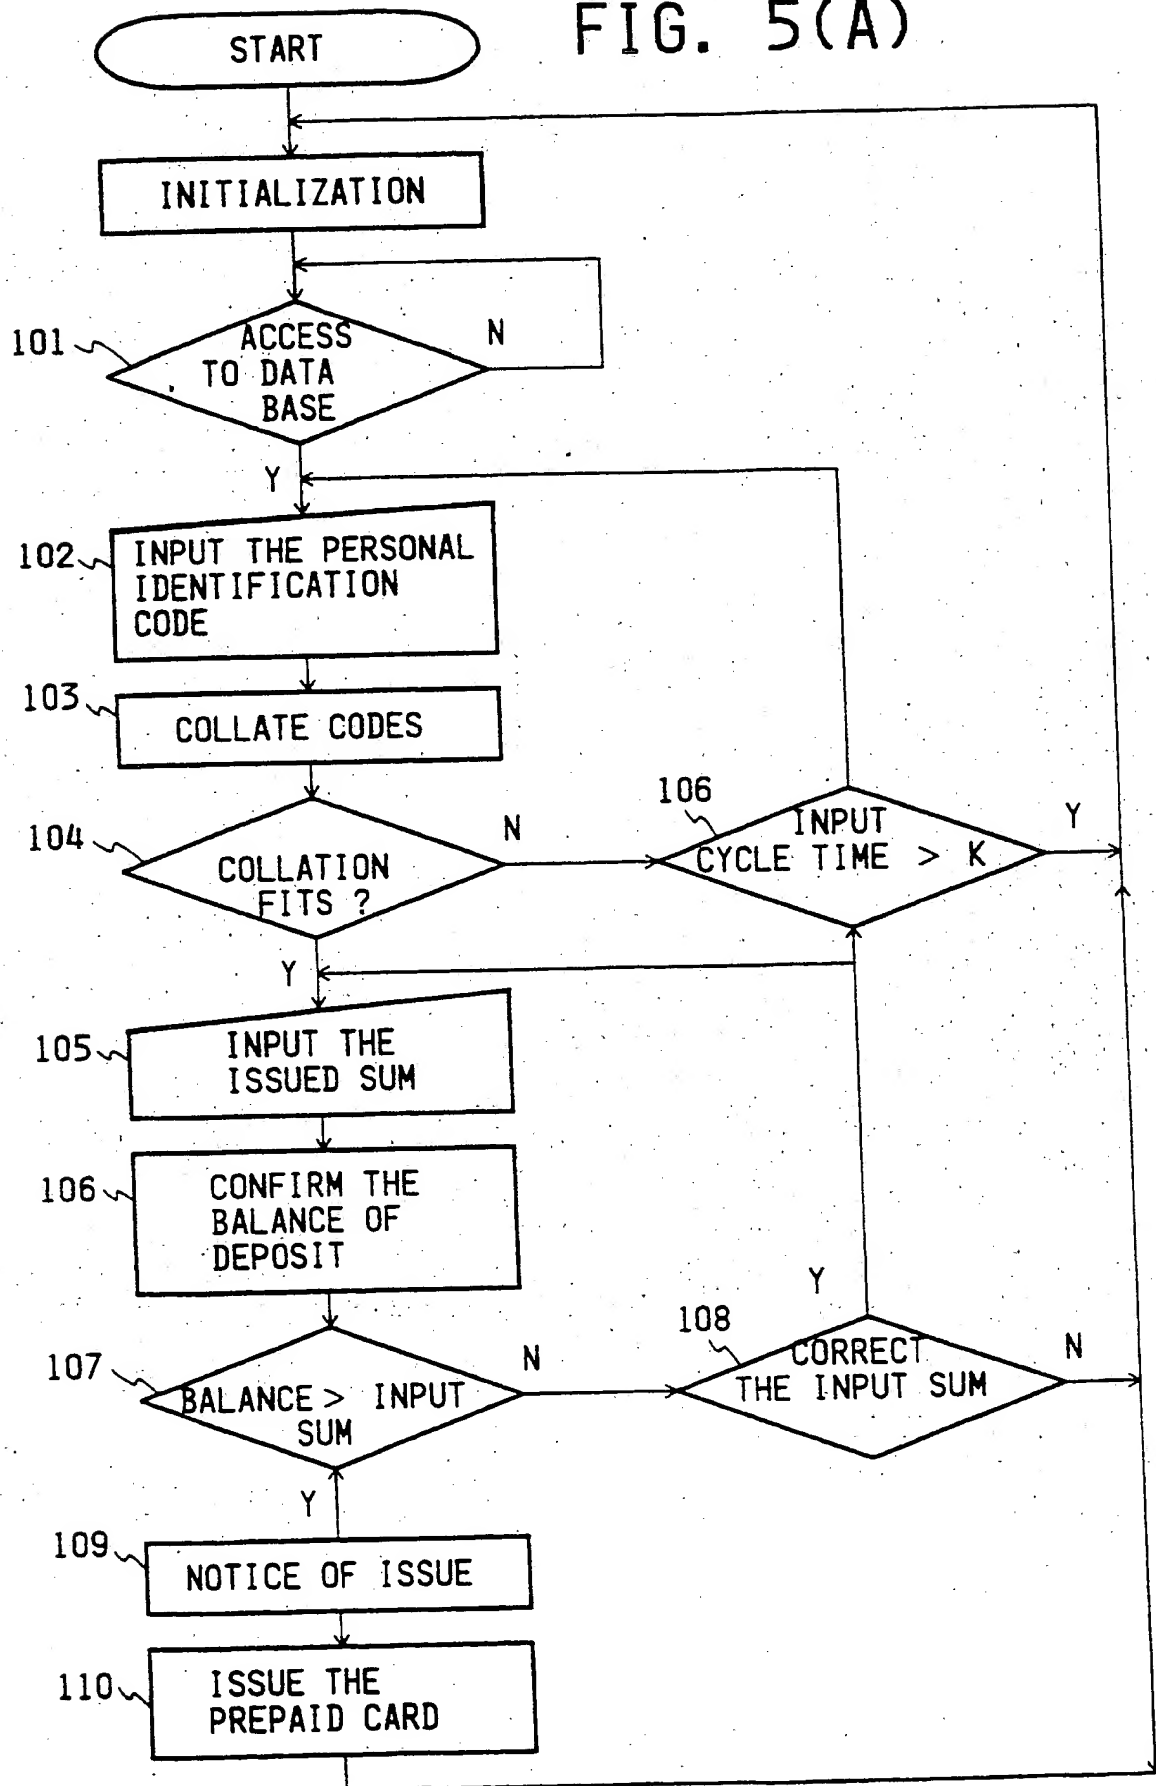 FIG. 5(A)
START
INITIALIZATION
101
ACCESS
TO DATA
BASE
N
Y
102
INPUT THE PERSONAL
IDENTIFICATION
CODE
103
COLLATE CODES
104
COLLATION
FITS ?
N
106
INPUT
CYCLE TIME > K
Y
Y
105
INPUT THE
ISSUED SUM
106
CONFIRM THE
BALANCE OF
DEPOSIT
107
BALANCE > INPUT
SUM
N
108
CORRECT
THE INPUT SUM
Y
N
Y
109
NOTICE OF ISSUE
110
ISSUE THE
PREPAID CARD